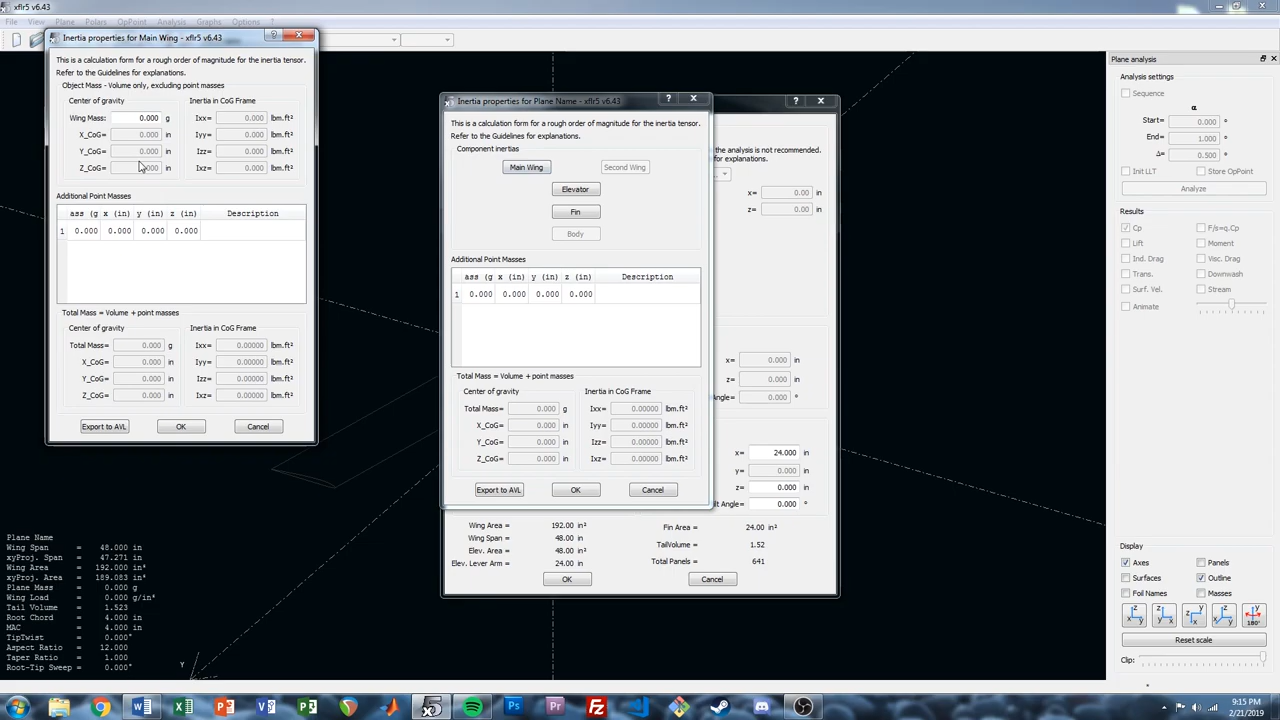 xflr5 v6.43
File View Plane Polars OpPoint Analysis Graphs Options ?
Inertia properties for Main Wing - xflr5 v6.43
This is a calculation form for a rough order of magnitude for the inertia tensor.
Refer to the Guidelines for explanations.
Object Mass - Volume only, excluding point masses
Center of gravity Inertia in CoG Frame
Wing Mass: 0.000 g Ixx= 0.000 lbm.ft²
X_CoG= 0.000 in Iyy= 0.000 lbm.ft²
Y_CoG= 0.000 in Izz= 0.000 lbm.ft²
Z_CoG= 0.000 in Ixz= 0.000 lbm.ft²
Additional Point Masses
ass (g x (in) y (in) z (in) Description
1 0.000 0.000 0.000 0.000
Total Mass = Volume + point masses
Center of gravity Inertia in CoG Frame
Total Mass= 0.000 g Ixx= 0.00000 lbm.ft²
X_CoG= 0.000 in Iyy= 0.00000 lbm.ft²
Y_CoG= 0.000 in Izz= 0.00000 lbm.ft²
Z_CoG= 0.000 in Ixz= 0.00000 lbm.ft²
Export to AVL OK Cancel
Inertia properties for Plane Name - xflr5 v6.43
This is a calculation form for a rough order of magnitude for the inertia tensor.
Refer to the Guidelines for explanations.
Component inertias
Main Wing Second Wing
Elevator
Fin
Body
Additional Point Masses
ass (g x (in) y (in) z (in) Description
1 0.000 0.000 0.000 0.000
Total Mass = Volume + point masses
Center of gravity Inertia in CoG Frame
Total Mass= 0.000 g Ixx= 0.00000 lbm.ft²
X_CoG= 0.000 in Iyy= 0.00000 lbm.ft²
Y_CoG= 0.000 in Izz= 0.00000 lbm.ft²
Z_CoG= 0.000 in Ixz= 0.00000 lbm.ft²
Export to AVL OK Cancel
the analysis is not recommended.
for explanations.
x= 0.00 in
z= 0.00 in
x= 0.000 in
z= 0.000 in
Angle= 0.000 °
x= 24.000 in
y= 0.000 in
z= 0.000 in
ilt Angle= 0.000 °
Wing Area = 192.00 in² Fin Area = 24.00 in²
Wing Span = 48.00 in TailVolume = 1.52
Elev. Area = 48.00 in² Total Panels = 641
Elev. Lever Arm = 24.00 in
OK Cancel
Plane Name
Wing Span = 48.000 in
xyProj. Span = 47.271 in
Wing Area = 192.000 in²
xyProj. Area = 189.083 in²
Plane Mass = 0.000 g
Wing Load = 0.000 g/in²
Tail Volume = 1.523
Root Chord = 4.000 in
MAC = 4.000 in
TipTwist = 0.000°
Aspect Ratio = 12.000
Taper Ratio = 1.000
Root-Tip Sweep = 0.000°
Y
Plane analysis
Analysis settings
Sequence α
Start= 0.000 °
End= 1.000 °
Δ= 0.500 °
Init LLT Store OpPoint
Analyze
Results
Cp F/s=q.Cp
Lift Moment
Ind. Drag Visc. Drag
Trans. Downwash
Surf. Vel. Stream
Animate
Display
Axes Panels
Surfaces Outline
Foil Names Masses
Reset scale
Clip:
9:15 PM
2/21/2019